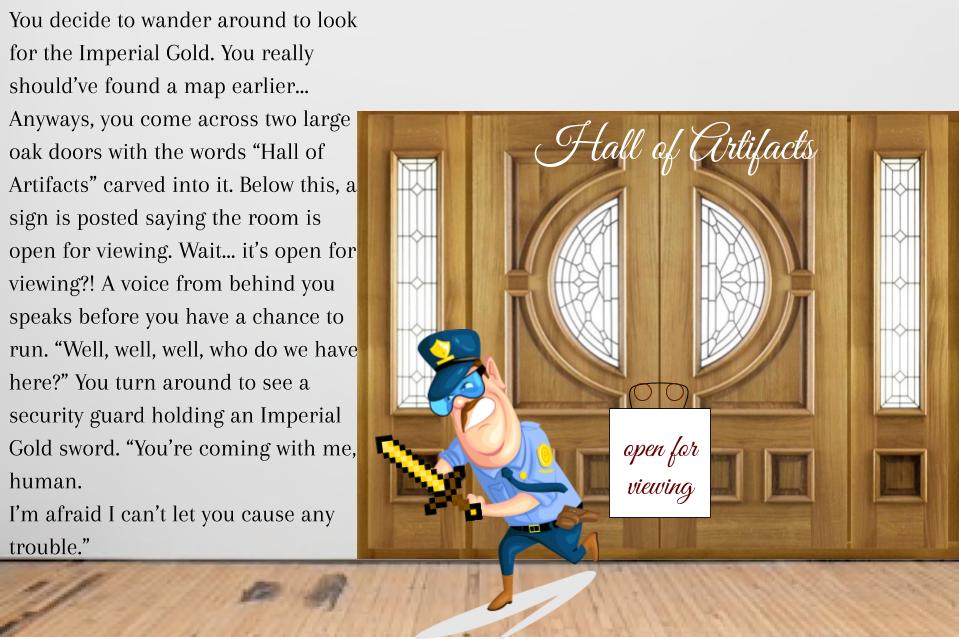 You decide to wander around to look
for the Imperial Gold. You really
should’ve found a map earlier...
Anyways, you come across two large
oak doors with the words “Hall of
Artifacts” carved into it. Below this, a
sign is posted saying the room is
open for viewing. Wait... it’s open for
viewing?! A voice from behind you
speaks before you have a chance to
run. “Well, well, well, who do we have
here?” You turn around to see a
security guard holding an Imperial
Gold sword. “You’re coming with me,
human.
I’m afraid I can’t let you cause any
trouble.”
Hall of Artifacts
open for
viewing